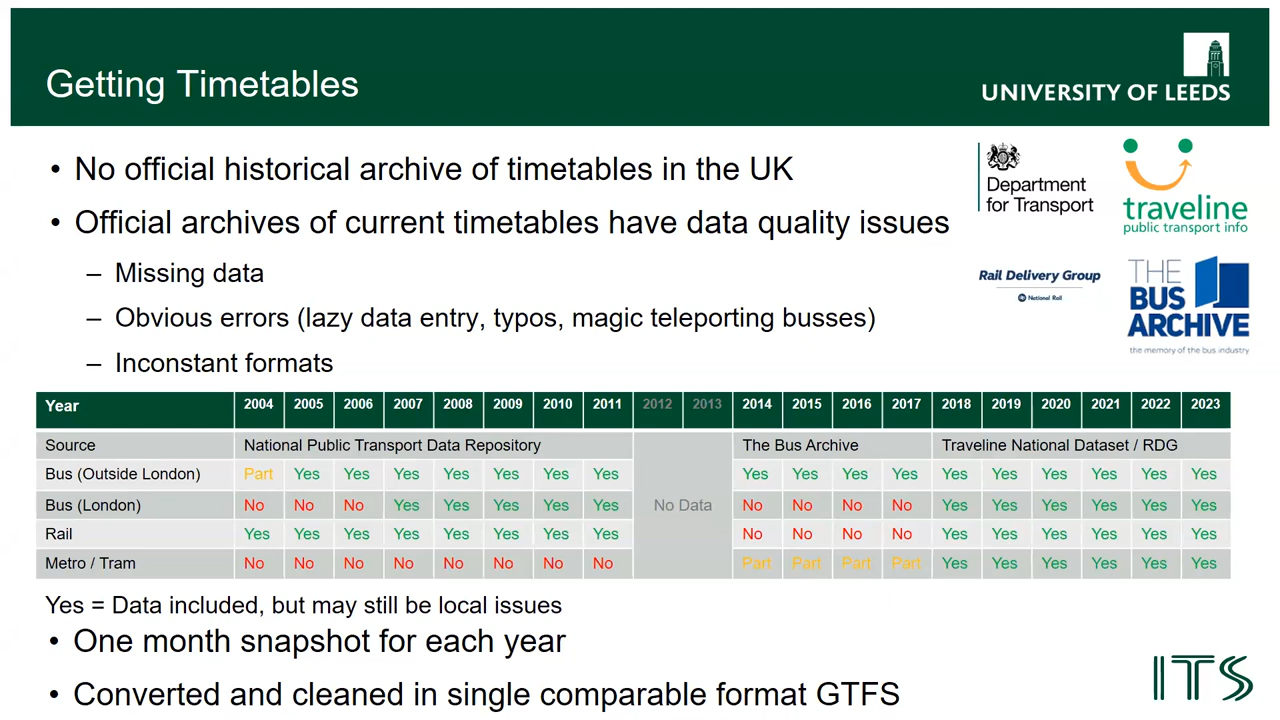 Getting Timetables
UNIVERSITY OF LEEDS
• No official historical archive of timetables in the UK
• Official archives of current timetables have data quality issues
– Missing data
– Obvious errors (lazy data entry, typos, magic teleporting busses)
– Inconstant formats
Department
for Transport
traveline
public transport info
Rail Delivery Group
National Rail
THE
BUS
ARCHIVE
the memory of the bus industry
Year 2004 2005 2006 2007 2008 2009 2010 2011 2012 2013 2014 2015 2016 2017 2018 2019 2020 2021 2022 2023
Source National Public Transport Data Repository The Bus Archive Traveline National Dataset / RDG
Bus (Outside London) Part Yes Yes Yes Yes Yes Yes Yes Yes Yes Yes Yes Yes Yes Yes Yes Yes Yes
Bus (London) No No No Yes Yes Yes Yes Yes No Data No No No No Yes Yes Yes Yes Yes Yes
Rail Yes Yes Yes Yes Yes Yes Yes Yes No No No No Yes Yes Yes Yes Yes Yes
Metro / Tram No No No No No No No No Part Part Part Part Yes Yes Yes Yes Yes Yes
Yes = Data included, but may still be local issues
• One month snapshot for each year
• Converted and cleaned in single comparable format GTFS
ITS